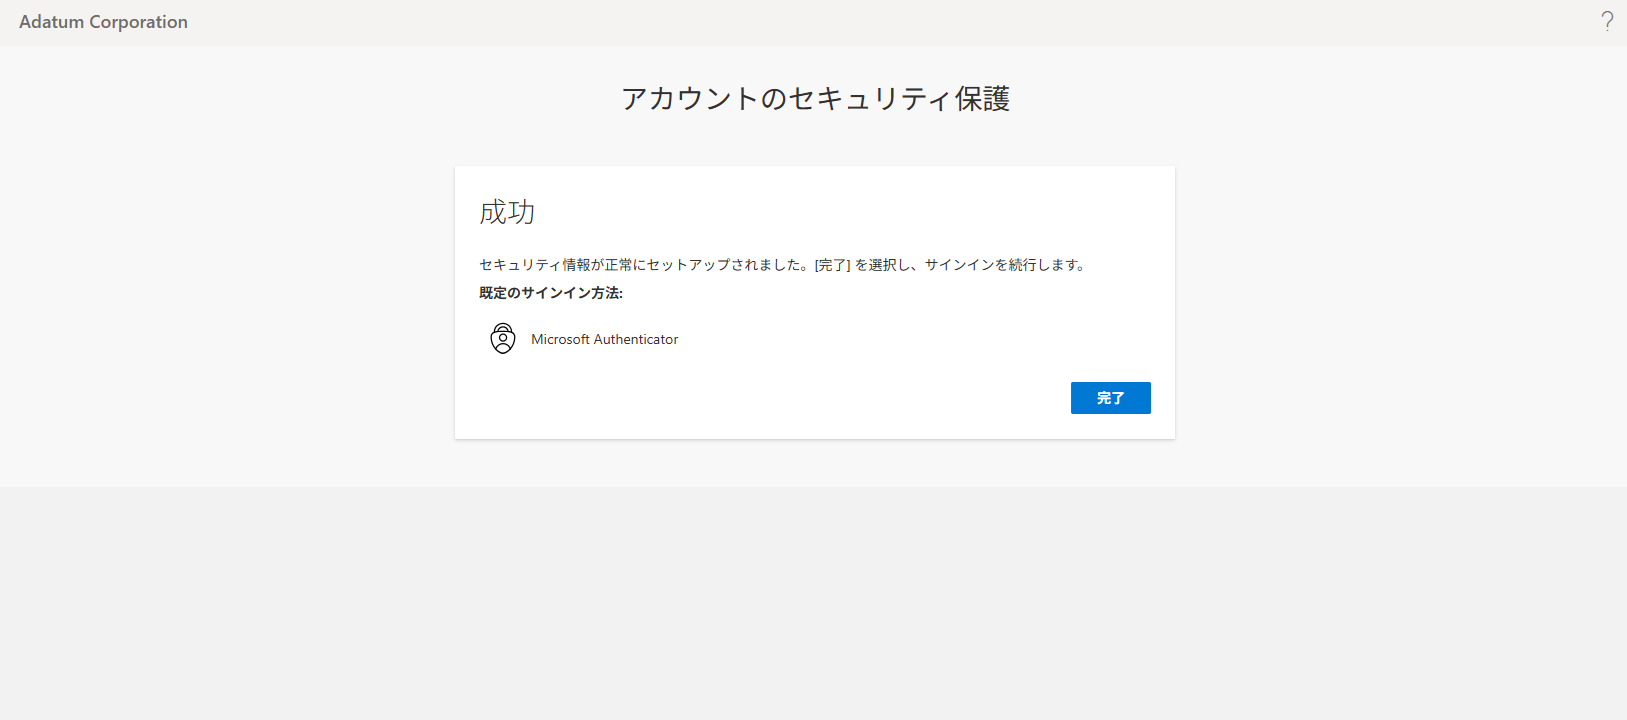 Adatum Corporation
?
アカウントのセキュリティ保護
成功
セキュリティ情報が正常にセットアップされました。[完了] を選択し、サインインを続行します。
既定のサインイン方法:
Microsoft Authenticator
完了